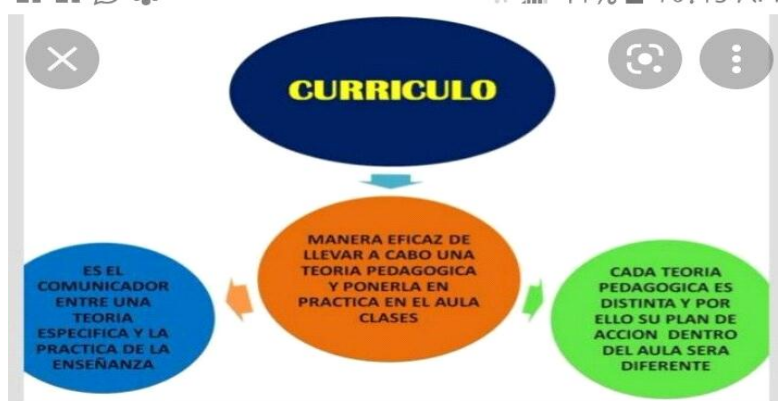 CURRICULO
MANERA EFICAZ DE
LLEVAR A CABO UNA
TEORIA PEDAGOGICA
Y PONERLA EN
PRACTICA EN EL AULA
CLASES
ES EL
COMUNICADOR
ENTRE UNA
TEORIA
ESPECIFICA Y LA
PRACTICA DE LA
ENSEÑANZA
CADA TEORIA
PEDAGOGICA ES
DISTINTA Y POR
ELLO SU PLAN DE
ACCION DENTRO
DEL AULA SERA
DIFERENTE